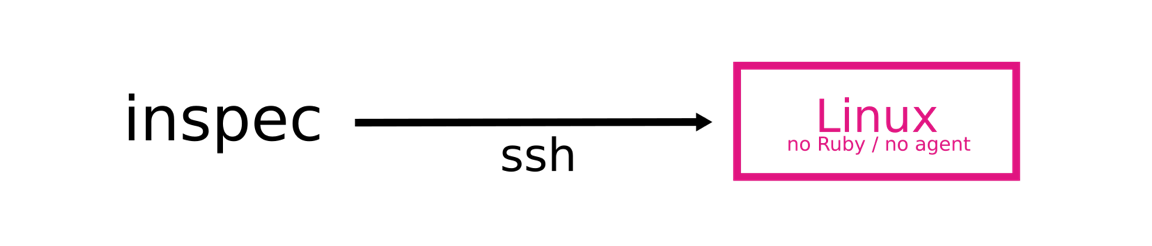 inspec
ssh
Linux
no Ruby / no agent